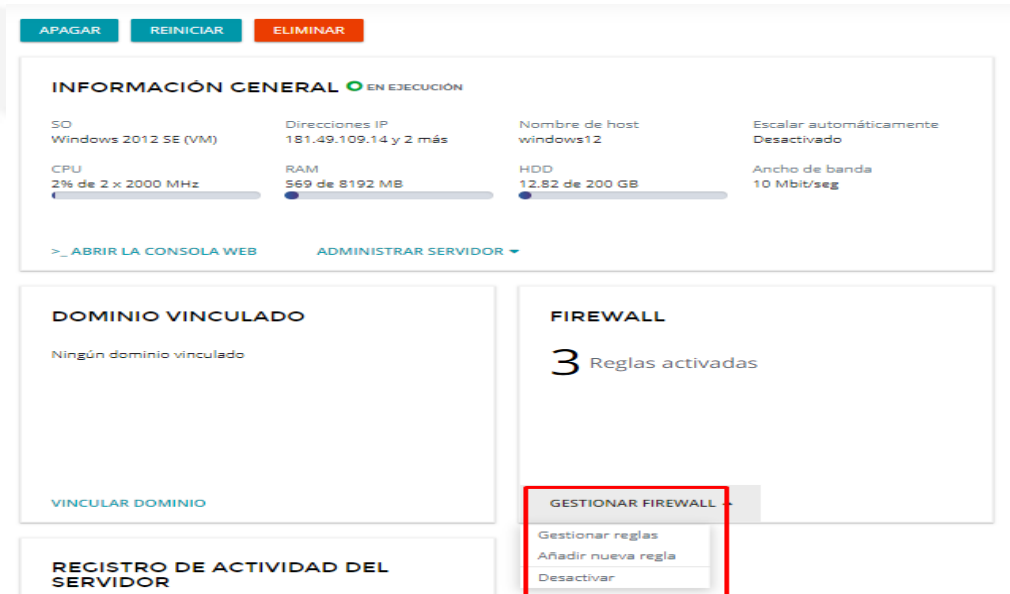 APAGAR REINICIAR ELIMINAR
INFORMACIÓN GENERAL EN EJECUCIÓN
SO Direcciones IP Nombre de host Escalar automáticamente
Windows 2012 SE (VM) 181.49.109.14 y 2 más windows12 Desactivado
CPU RAM HDD Ancho de banda
2% de 2 x 2000 MHz 569 de 8192 MB 12.82 de 200 GB 10 Mbit/seg
>_ ABRIR LA CONSOLA WEB ADMINISTRAR SERVIDOR
DOMINIO VINCULADO
Ningún dominio vinculado
VINCULAR DOMINIO
FIREWALL
3 Reglas activadas
GESTIONAR FIREWALL
Gestionar reglas
Añadir nueva regla
Desactivar
REGISTRO DE ACTIVIDAD DEL
SERVIDOR